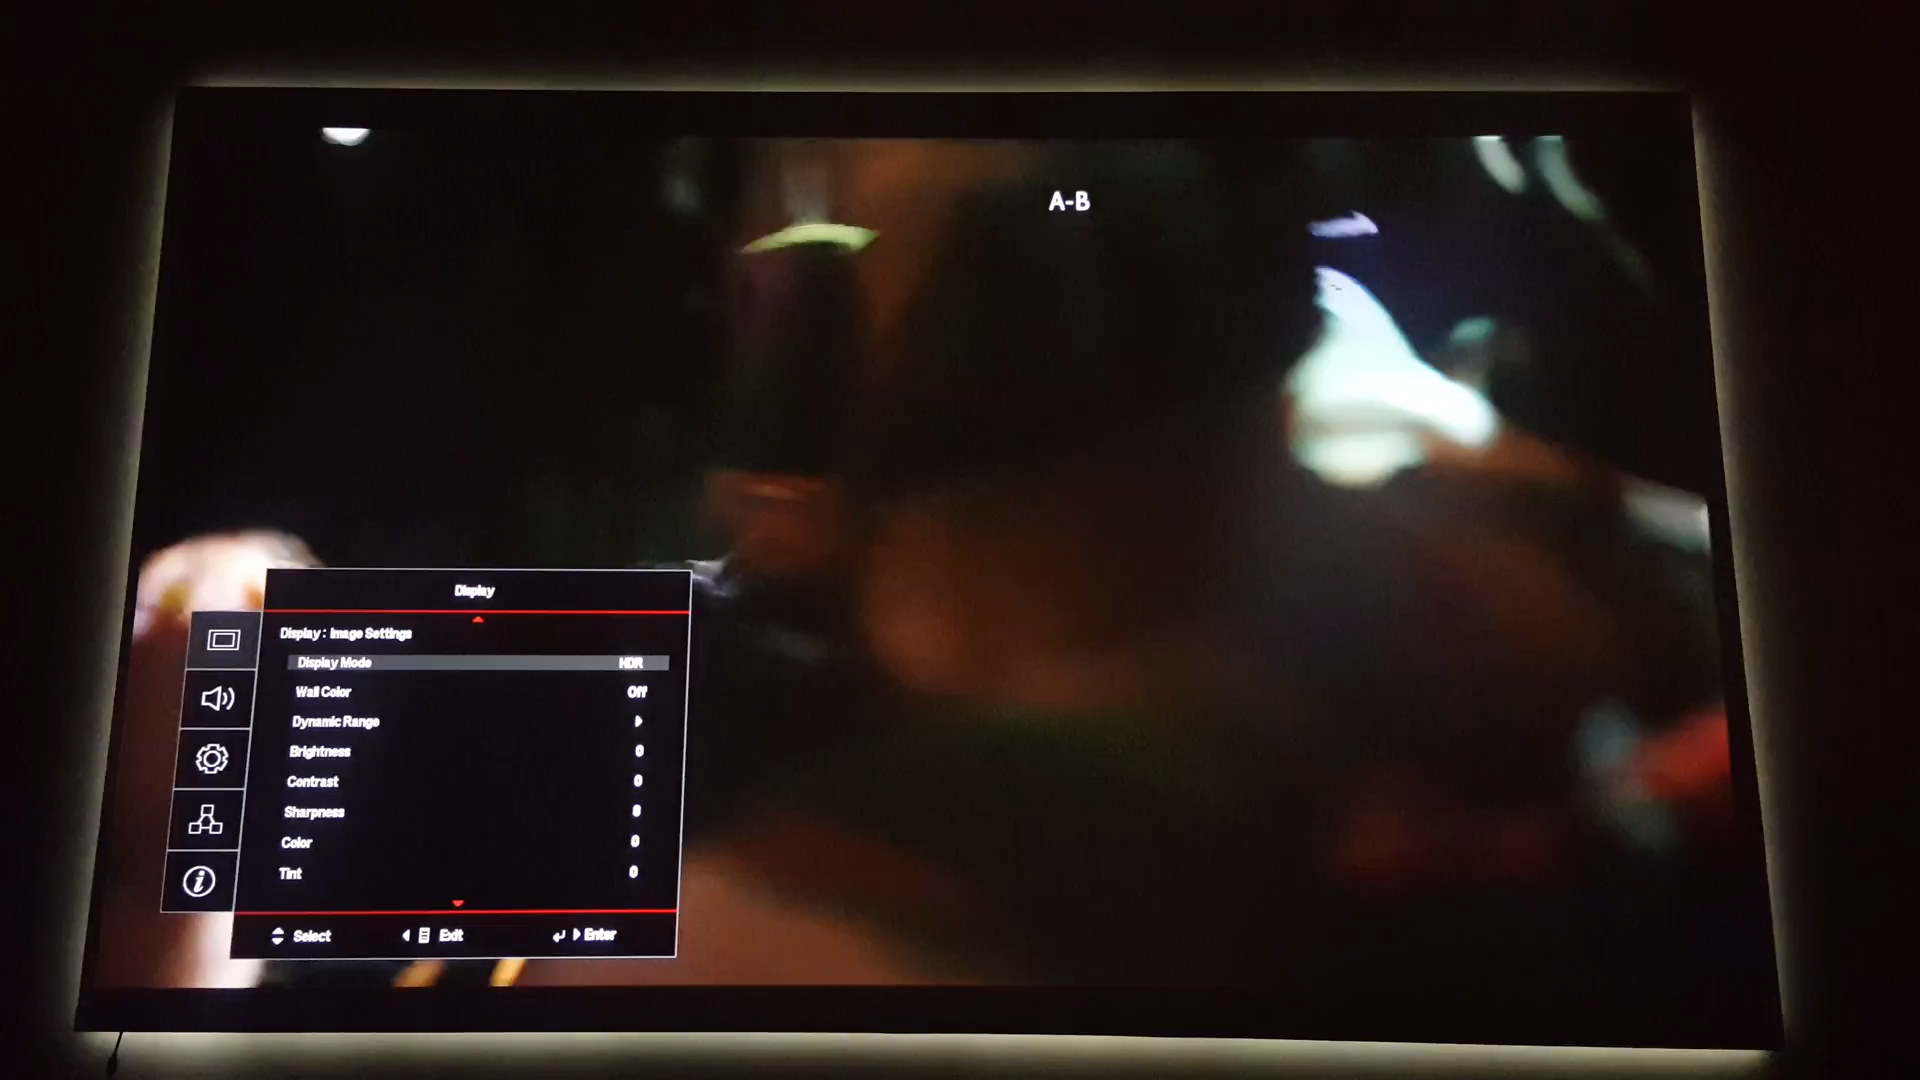 A-B
Display
Display : Image Settings
Display Mode HDR
Wall Color Off
Dynamic Range
Brightness 0
Contrast 0
Sharpness 8
Color 0
Tint 0
Select Exit Enter